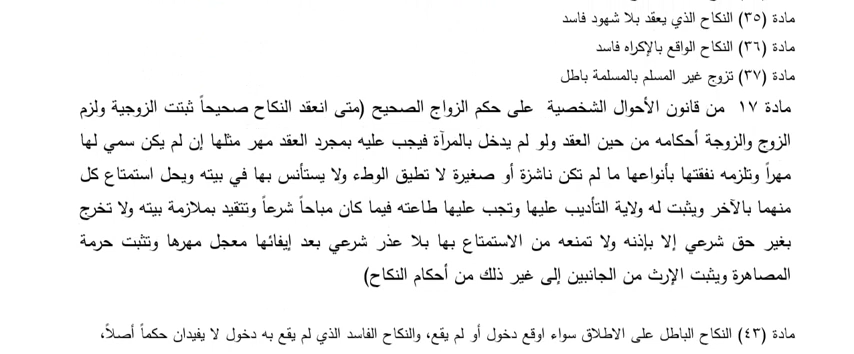 مادة (٣٥) النكاح الذي يعقد بلا شهود فاسد
مادة (٣٦) النكاح الواقع بالإكراه فاسد
مادة (٣٧) تزوج غير المسلم بالمسلمة باطل
مادة ١٧ من قانون الأحوال الشخصية على حكم الزواج الصحيح (متى انعقد النكاح صحيحاً ثبتت الزوجية ولزم
الزوج والزوجة أحكامه من حين العقد ولو لم يدخل بالمرآة فيجب عليه بمجرد العقد مهر مثلها إن لم يكن سمي لها
مهراً وتلزمه نفقتها بأنواعها ما لم تكن ناشزة أو صغيرة لا تطيق الوطء ولا يستأنس بها في بيته ويحل استمتاع كل
منهما بالآخر ويثبت له ولاية التأديب عليها وتجب عليها طاعته فيما كان مباحاً شرعاً وتتقيد بملازمة بيته ولا تخرج
بغير حق شرعي إلا بإذنه ولا تمنعه من الاستمتاع بها بلا عذر شرعي بعد إيفائها معجل مهرها وتثبت حرمة
المصاهرة ويثبت الإرث من الجانبين إلى غير ذلك من أحكام النكاح)
مادة (٤٣) النكاح الباطل على الاطلاق سواء اوقع دخول أو لم يقع، والنكاح الفاسد الذي لم يقع به دخول لا يفيدان حكماً أصلاً،